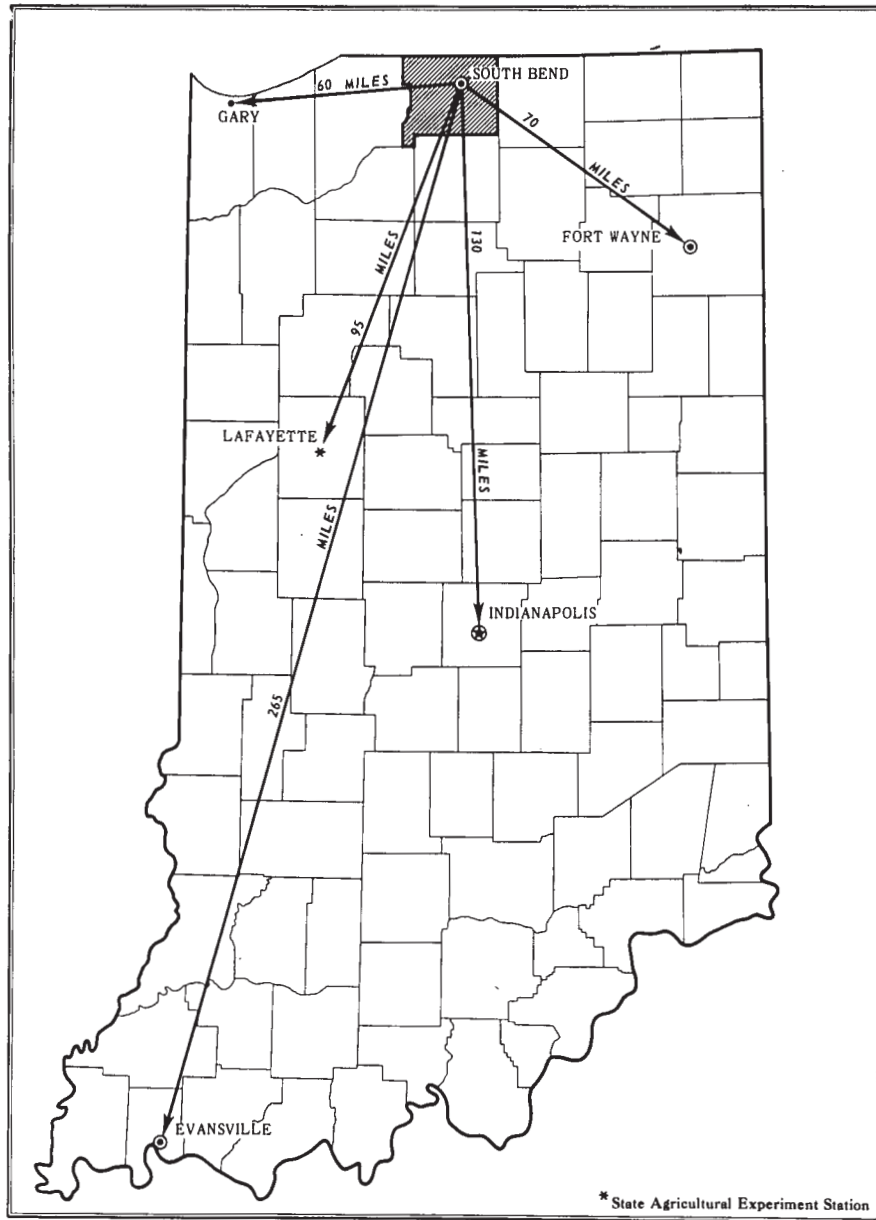 SOUTH BEND
60 MILES
GARY
70 MILES
FORT WAYNE
130 MILES
95 MILES
LAFAYETTE
*
265 MILES
INDIANAPOLIS
EVANSVILLE
* State Agricultural Experiment Station